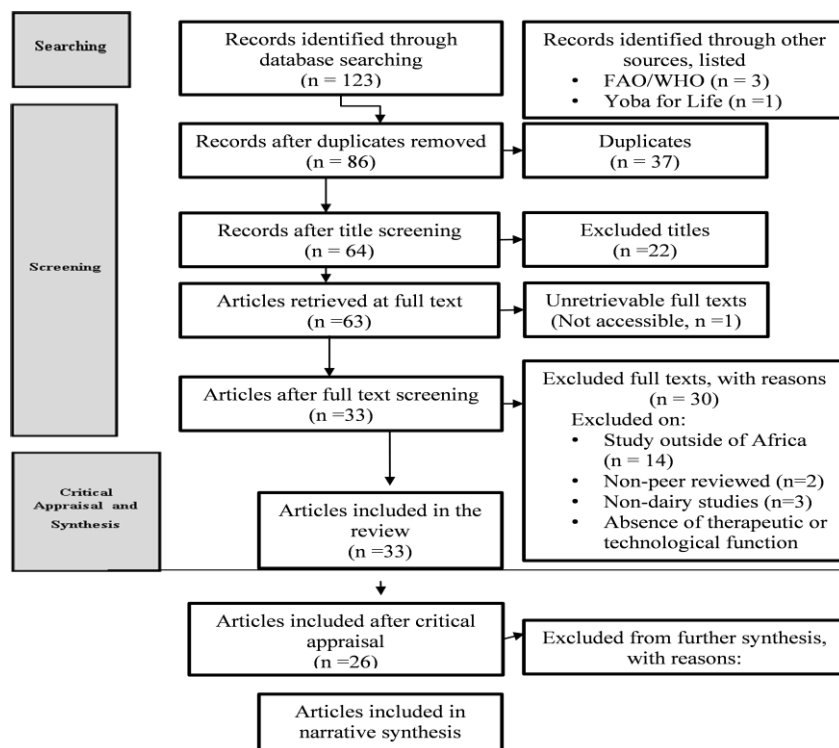 Searching
Records identified through
database searching
(n = 123)
Records identified through other
sources, listed
• FAO/WHO (n = 3)
• Yoba for Life (n =1)
Screening
Records after duplicates removed
(n = 86)
Duplicates
(n = 37)
Records after title screening
(n = 64)
Excluded titles
(n =22)
Articles retrieved at full text
(n =63)
Unretrievable full texts
(Not accessible, n =1)
Articles after full text screening
(n =33)
Excluded full texts, with reasons
(n = 30)
Excluded on:
• Study outside of Africa
(n = 14)
• Non-peer reviewed (n=2)
• Non-dairy studies (n=3)
• Absence of therapeutic or
technological function
Critical
Appraisal and
Synthesis
Articles included in the
review
(n =33)
Articles included after critical
appraisal
(n =26)
Excluded from further synthesis,
with reasons:
Articles included in
narrative synthesis